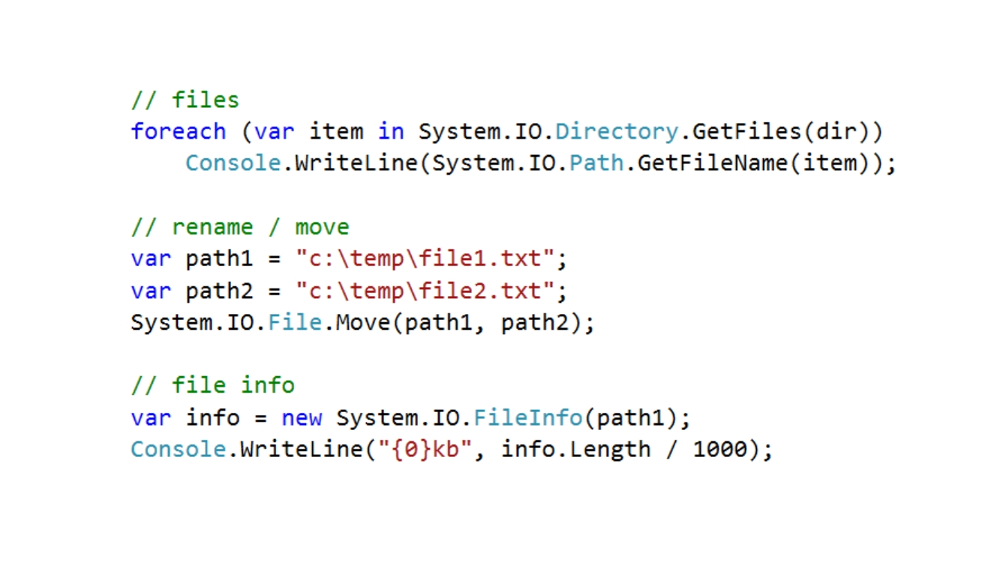 // files
foreach (var item in System.IO.Directory.GetFiles(dir))
    Console.WriteLine(System.IO.Path.GetFileName(item));

// rename / move
var path1 = "c:\temp\file1.txt";
var path2 = "c:\temp\file2.txt";
System.IO.File.Move(path1, path2);

// file info
var info = new System.IO.FileInfo(path1);
Console.WriteLine("{0}kb", info.Length / 1000);